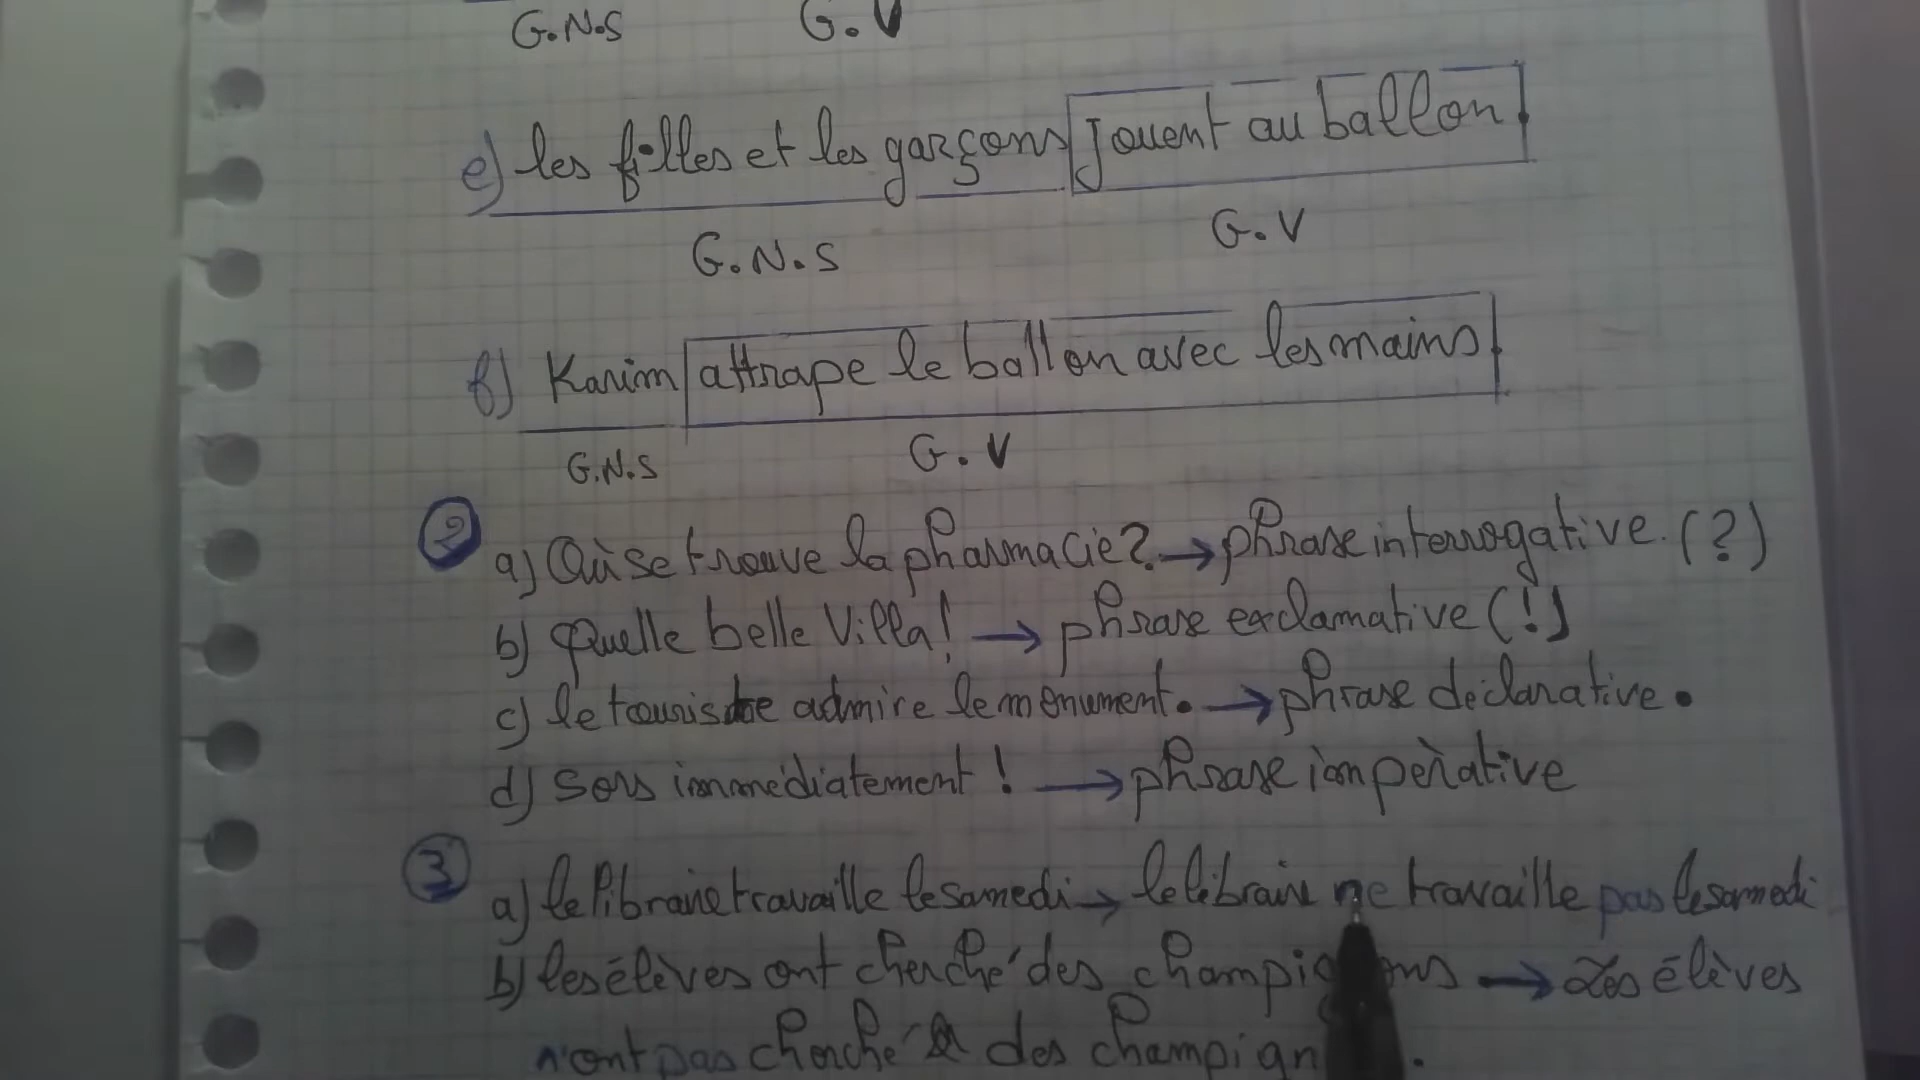 G.N.S G.V
e) les filles et les garçons jouent au ballon
G.N.S G.V
f) Karim attrape le ballon avec les mains
G.N.S G.V
2
a) Où se trouve la pharmacie? → phrase interrogative. (?)
b) Quelle belle Villa! → phrase exclamative (!)
c) le touriste admire le monument. → phrase déclarative.
d) Sors immédiatement ! → phrase impèrative
3
a) le libraire travaille le samedi → le libraire ne travaille pas le samedi
b) les élèves ont cherché des champignons → Les élèves
n'ont pas cherché des champign